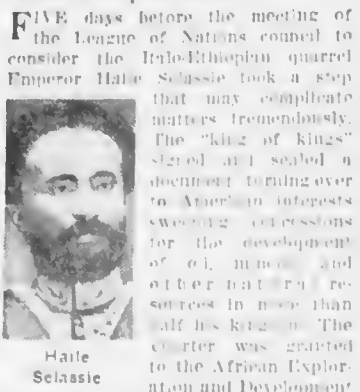 FIVE days before the meeting of
the League of Nations council to
consider the Italo-Ethiopian quarrel
Emperor Haile Selassie took a step
that may complicate
matters tremendously.
The "king of kings"
signed and sealed a
document turning over
to American interests
sweeping concessions
for the development
of oil, mines and
other natural re-
sources in more than
half his kingdom. The
charter was granted
to the African Explor-
ation and Development
Haile
Selassie